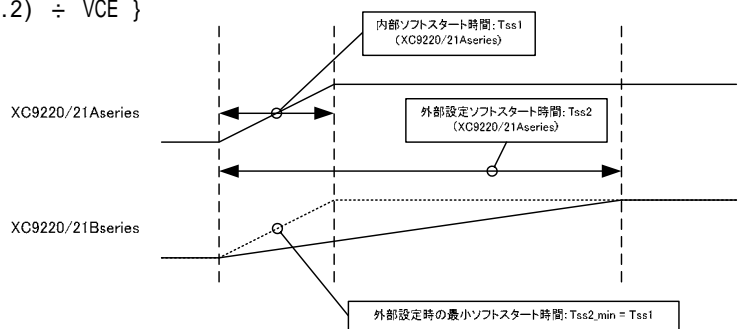 .2) ÷ VCE }
内部ソフトスタート時間:Tss1
(XC9220/21Aseries)
XC9220/21Aseries
外部設定ソフトスタート時間:Tss2
(XC9220/21Aseries)
XC9220/21Bseries
外部設定時の最小ソフトスタート時間:Tss2_min = Tss1